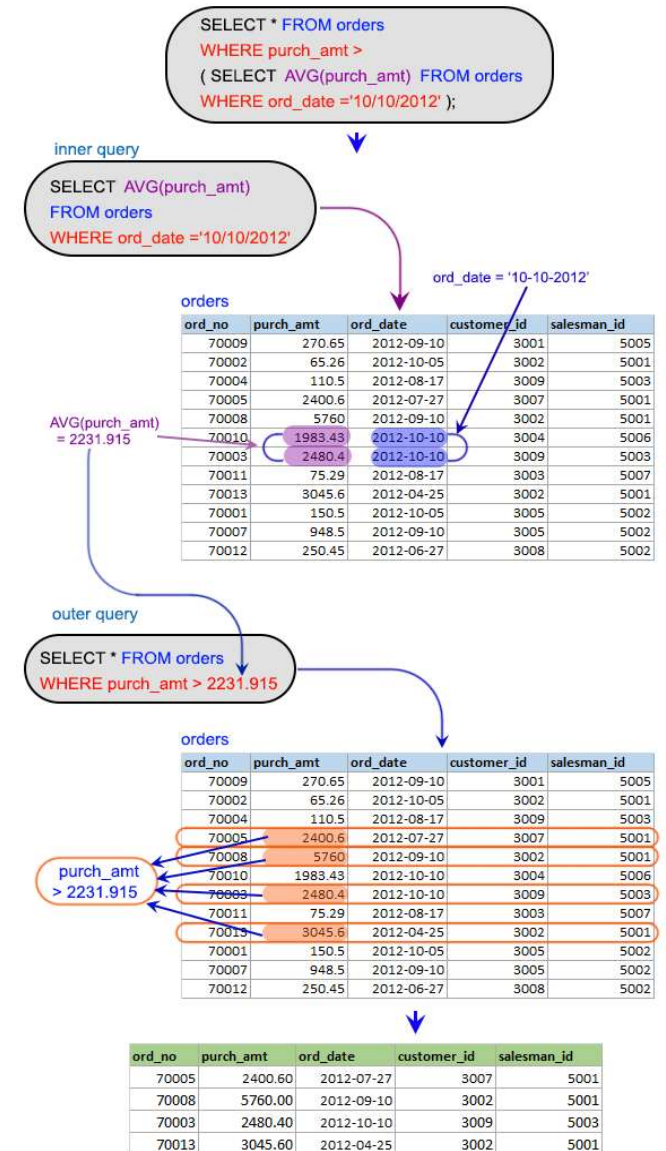 SELECT * FROM orders
WHERE purch_amt >
( SELECT AVG(purch_amt) FROM orders
WHERE ord_date ='10/10/2012' );
inner query
SELECT AVG(purch_amt)
FROM orders
WHERE ord_date ='10/10/2012'
ord_date = '10-10-2012'
orders
ord_no purch_amt ord_date customer_id salesman_id
70009 270.65 2012-09-10 3001 5005
70002 65.26 2012-10-05 3002 5001
70004 110.5 2012-08-17 3009 5003
70005 2400.6 2012-07-27 3007 5001
70008 5760 2012-09-10 3002 5001
70010 1983.43 2012-10-10 3004 5006
70003 2480.4 2012-10-10 3009 5003
70011 75.29 2012-08-17 3003 5007
70013 3045.6 2012-04-25 3002 5001
70001 150.5 2012-10-05 3005 5002
70007 948.5 2012-09-10 3005 5002
70012 250.45 2012-06-27 3008 5002
AVG(purch_amt)
= 2231.915
outer query
SELECT * FROM orders
WHERE purch_amt > 2231.915
orders
ord_no purch_amt ord_date customer_id salesman_id
70009 270.65 2012-09-10 3001 5005
70002 65.26 2012-10-05 3002 5001
70004 110.5 2012-08-17 3009 5003
70005 2400.6 2012-07-27 3007 5001
70008 5760 2012-09-10 3002 5001
70010 1983.43 2012-10-10 3004 5006
70003 2480.4 2012-10-10 3009 5003
70011 75.29 2012-08-17 3003 5007
70013 3045.6 2012-04-25 3002 5001
70001 150.5 2012-10-05 3005 5002
70007 948.5 2012-09-10 3005 5002
70012 250.45 2012-06-27 3008 5002
purch_amt
> 2231.915
ord_no purch_amt ord_date customer_id salesman_id
70005 2400.60 2012-07-27 3007 5001
70008 5760.00 2012-09-10 3002 5001
70003 2480.40 2012-10-10 3009 5003
70013 3045.60 2012-04-25 3002 5001